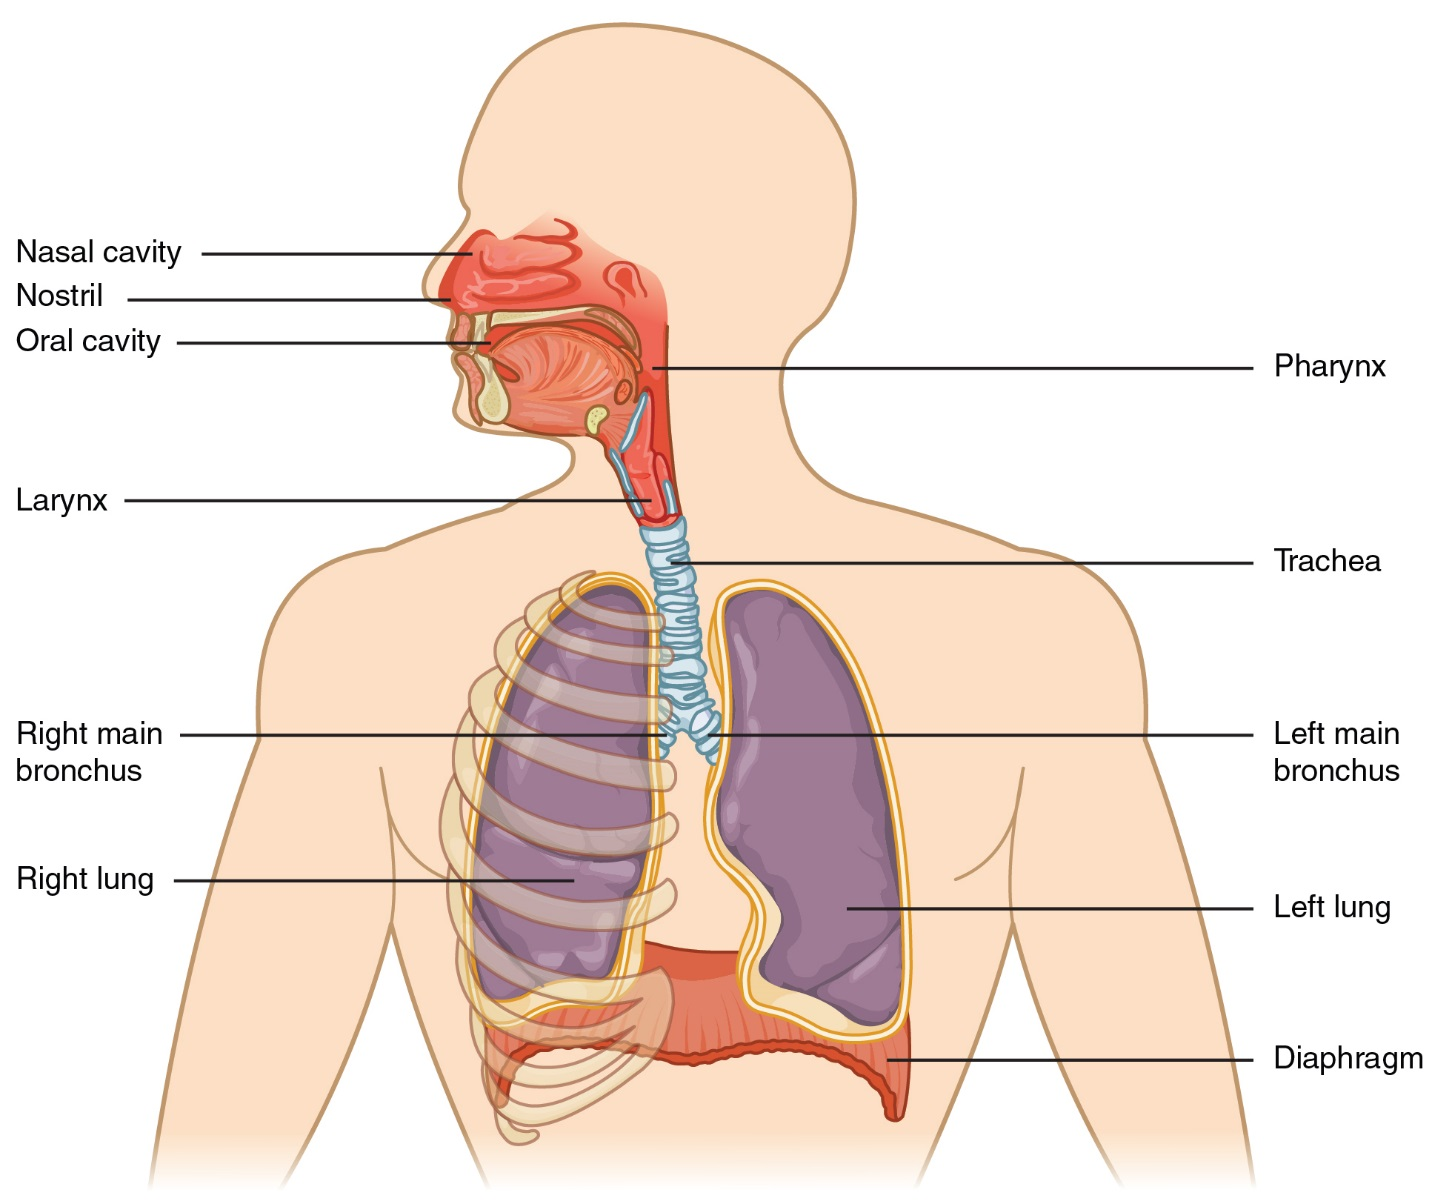 Nasal cavity
Nostril
Oral cavity
Larynx
Right main
bronchus
Right lung
Pharynx
Trachea
Left main
bronchus
Left lung
Diaphragm